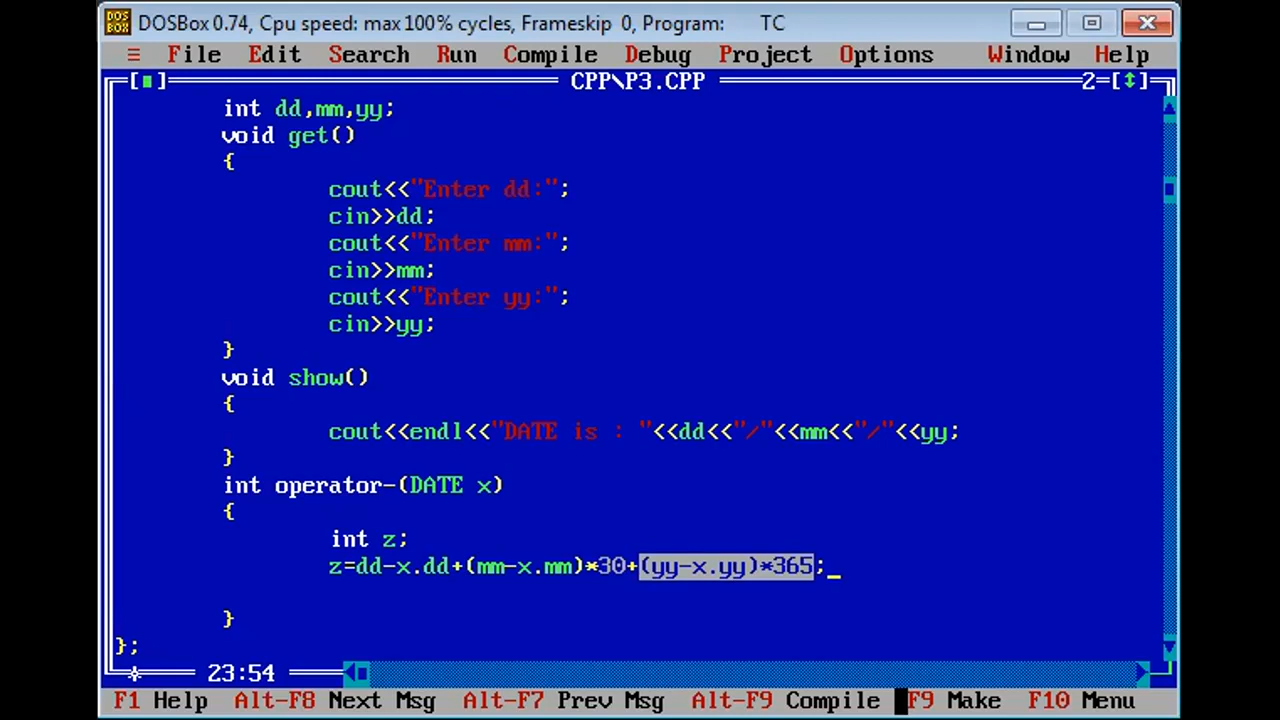 DOSBox 0.74, Cpu speed: max 100% cycles, Frameskip 0, Program: TC
≡ File Edit Search Run Compile Debug Project Options Window Help
[■] CPP\P3.CPP 2=[↕]
int dd,mm,yy;
void get()
{
cout<<"Enter dd:";
cin>>dd;
cout<<"Enter mm:";
cin>>mm;
cout<<"Enter yy:";
cin>>yy;
}
void show()
{
cout<<endl<<"DATE is : "<<dd<<"/"<<mm<<"/"<<yy;
}
int operator-(DATE x)
{
int z;
z=dd-x.dd+(mm-x.mm)*30+(yy-x.yy)*365;
}
};
23:54
F1 Help Alt-F8 Next Msg Alt-F7 Prev Msg Alt-F9 Compile F9 Make F10 Menu